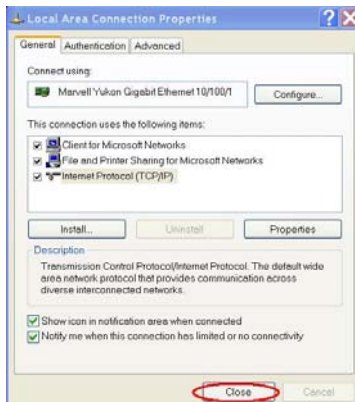 Local Area Connection Properties
General Authentication Advanced
Connect using:
Marvell Yukon Gigabit Ethernet 10/100/1
Configure...
This connection uses the following items:
Client for Microsoft Networks
File and Printer Sharing for Microsoft Networks
Internet Protocol (TCP/IP)
Install... Uninstall Properties
Description
Transmission Control Protocol/Internet Protocol. The default wide
area network protocol that provides communication across
diverse interconnected networks.
Show icon in notification area when connected
Notify me when this connection has limited or no connectivity
Close Cancel